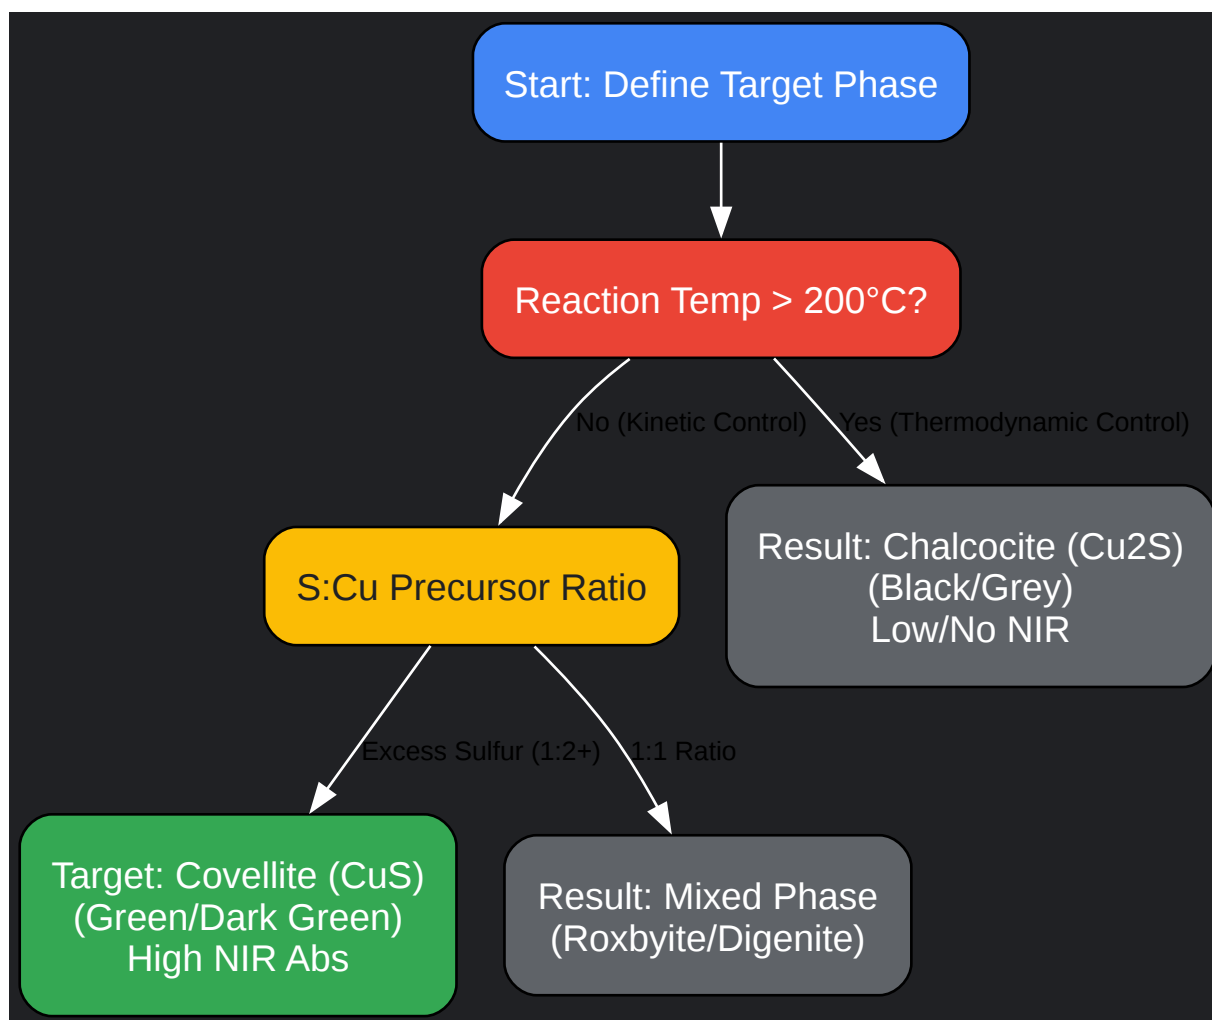 Start: Define Target Phase
Reaction Temp > 200°C?
No (Kinetic Control)
Yes (Thermodynamic Control)
Result: Chalcocite (Cu2S)
(Black/Grey)
Low/No NIR
S:Cu Precursor Ratio
Excess Sulfur (1:2+)
1:1 Ratio
Target: Covellite (CuS)
(Green/Dark Green)
High NIR Abs
Result: Mixed Phase
(Roxbyite/Digenite)